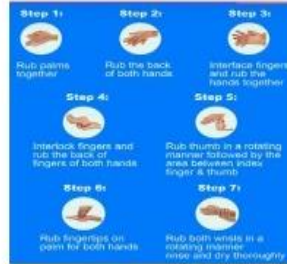 Step 1:
Step 2:
Step 3:
Rub palms
together
Rub the back
of both hands
Interface fingers
and rub the
hands together
Step 4:
Step 5:
Interlock fingers and
rub the back of
fingers of both hands
Rub thumb in a rotating
manner followed by the
area between index
finger & thumb
Step 6:
Step 7:
Rub fingertips on
palm for both hands
Rub both wrists in a
rotating manner
rinse and dry thoroughly